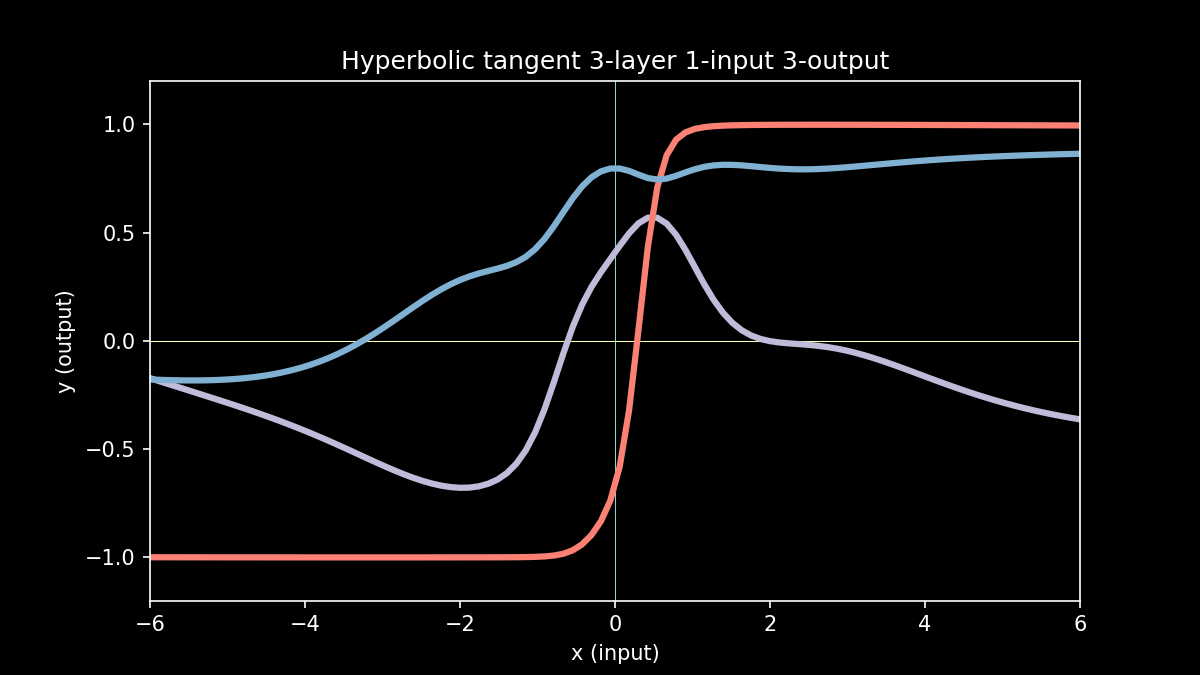 Hyperbolic tangent 3-layer 1-input 3-output
1.0
0.5
0.0
−0.5
−1.0
y (output)
−6 −4 −2 0 2 4 6
x (input)